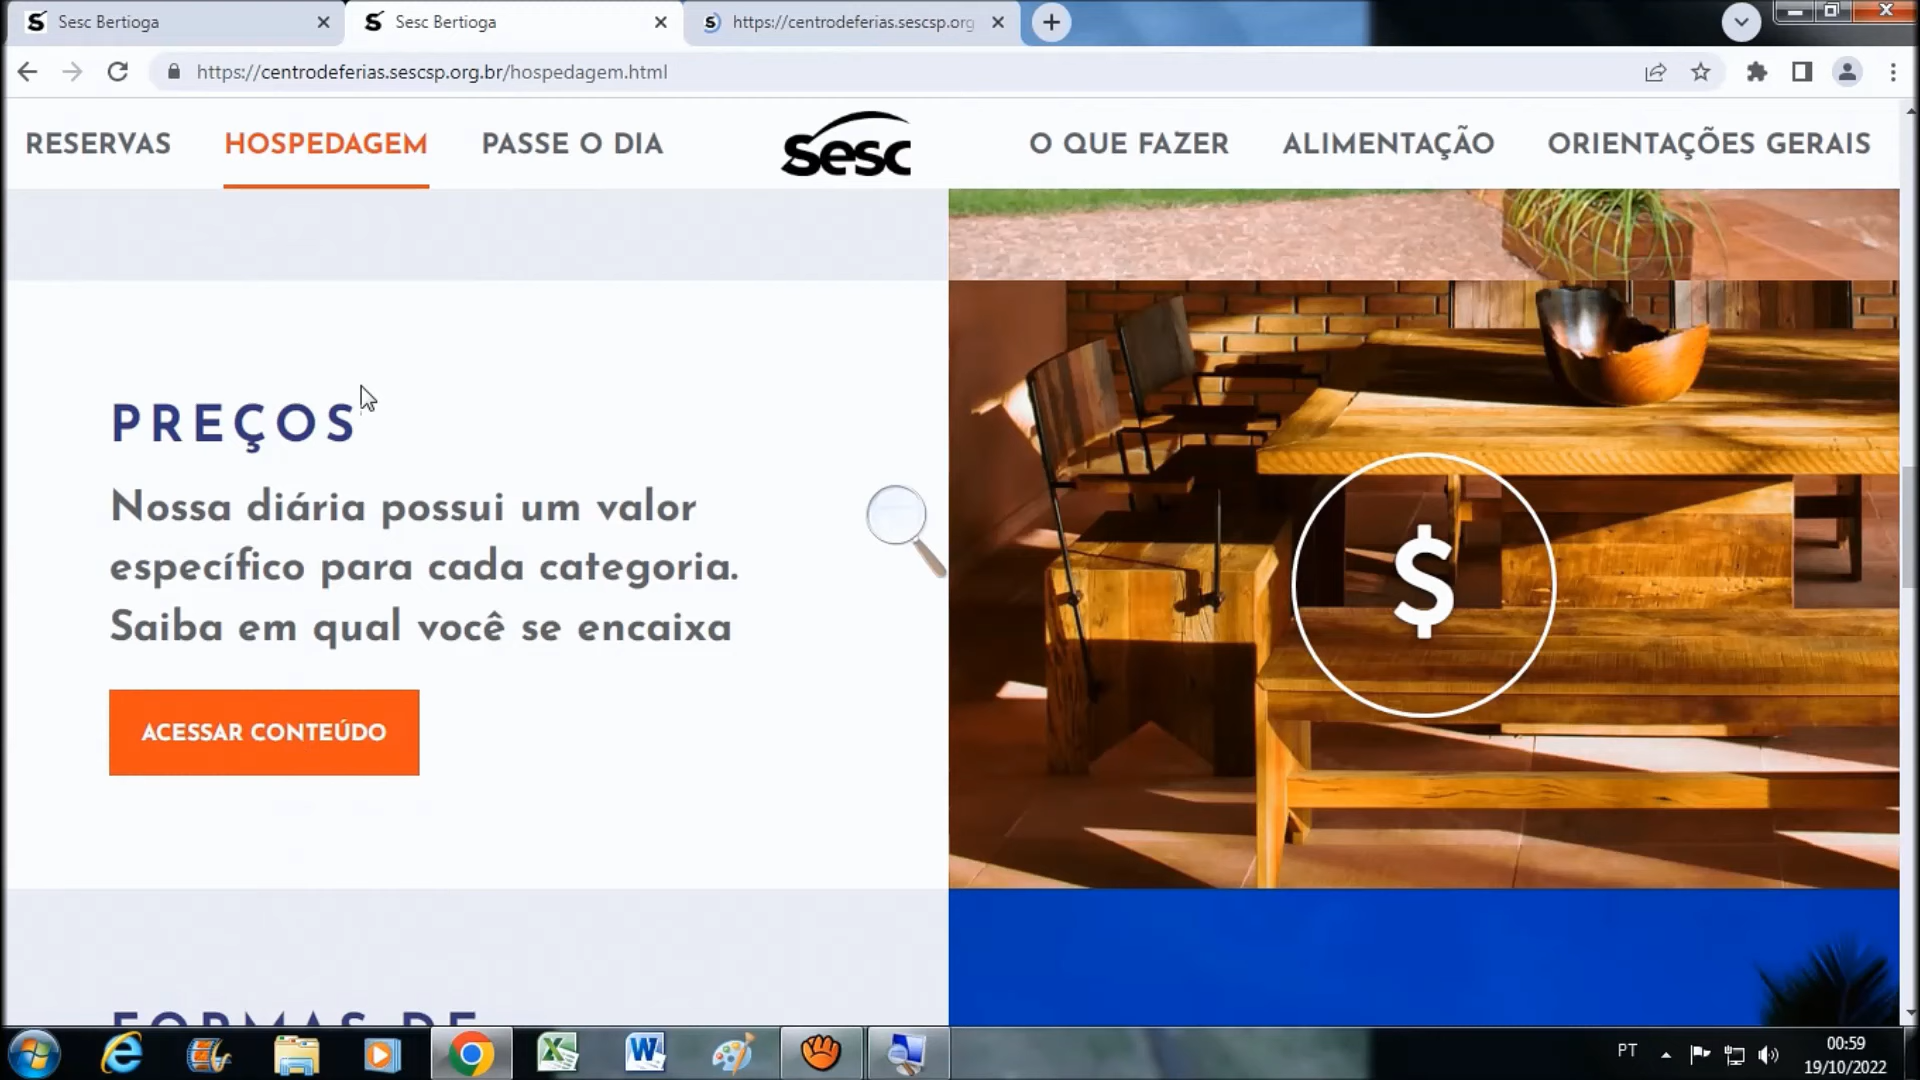 Sesc Bertioga
Sesc Bertioga
https://centrodeferias.sescsp.org
https://centrodeferias.sescsp.org.br/hospedagem.html
RESERVAS
HOSPEDAGEM
PASSE O DIA
Sesc
O QUE FAZER
ALIMENTAÇÃO
ORIENTAÇÕES GERAIS
PREÇOS
Nossa diária possui um valor
específico para cada categoria.
Saiba em qual você se encaixa
ACESSAR CONTEÚDO
$
FORMAS DE
PT
00:59
19/10/2022